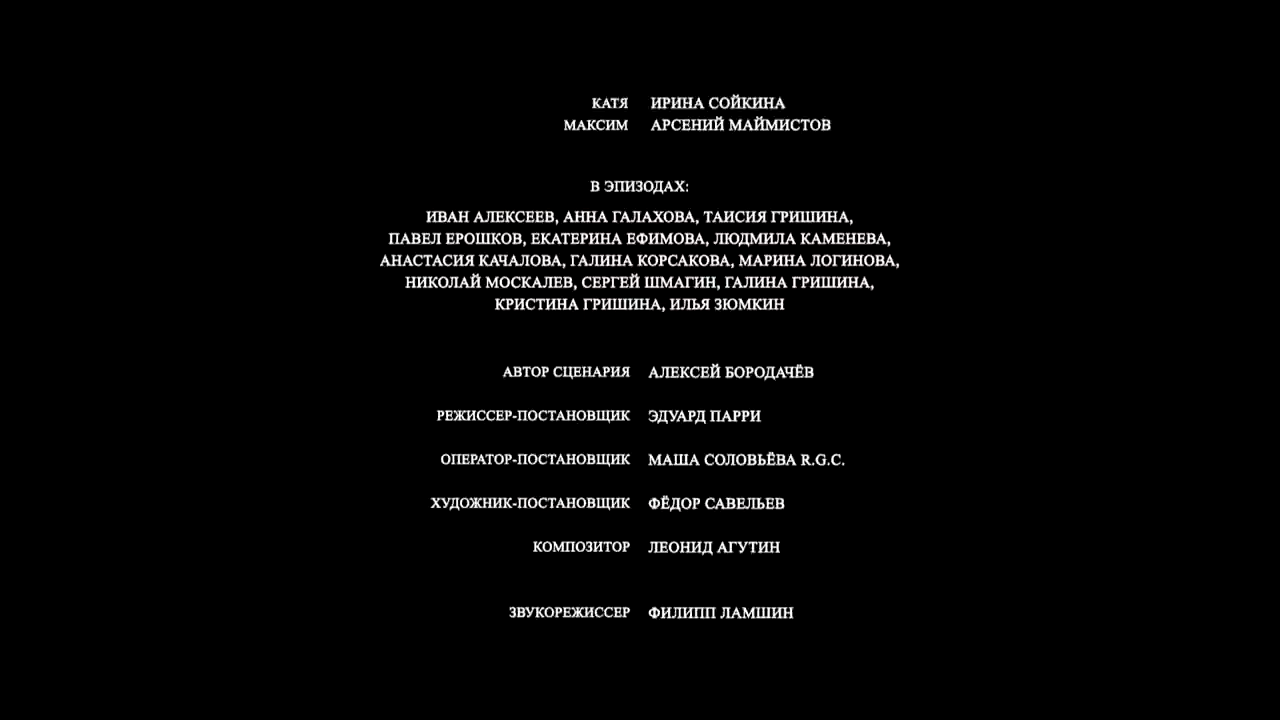 КАТЯ ИРИНА СОЙКИНА
МАКСИМ АРСЕНИЙ МАЙМИСТОВ
В ЭПИЗОДАХ:
ИВАН АЛЕКСЕЕВ, АННА ГАЛАХОВА, ТАИСИЯ ГРИШИНА,
ПАВЕЛ ЕРОШКОВ, ЕКАТЕРИНА ЕФИМОВА, ЛЮДМИЛА КАМЕНЕВА,
АНАСТАСИЯ КАЧАЛОВА, ГАЛИНА КОРСАКОВА, МАРИНА ЛОГИНОВА,
НИКОЛАЙ МОСКАЛЕВ, СЕРГЕЙ ШМАГИН, ГАЛИНА ГРИШИНА,
КРИСТИНА ГРИШИНА, ИЛЬЯ ЗЮМКИН
АВТОР СЦЕНАРИЯ АЛЕКСЕЙ БОРОДАЧЁВ
РЕЖИССЕР-ПОСТАНОВЩИК ЭДУАРД ПАРРИ
ОПЕРАТОР-ПОСТАНОВЩИК МАША СОЛОВЬЁВА R.G.C.
ХУДОЖНИК-ПОСТАНОВЩИК ФЁДОР САВЕЛЬЕВ
КОМПОЗИТОР ЛЕОНИД АГУТИН
ЗВУКОРЕЖИССЕР ФИЛИПП ЛАМШИН